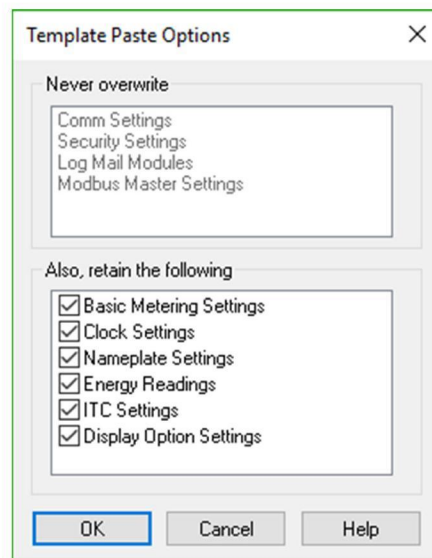 Template Paste Options
Never overwrite
Comm Settings
Security Settings
Log Mail Modules
Modbus Master Settings
Also, retain the following
Basic Metering Settings
Clock Settings
Nameplate Settings
Energy Readings
ITC Settings
Display Option Settings
OK Cancel Help